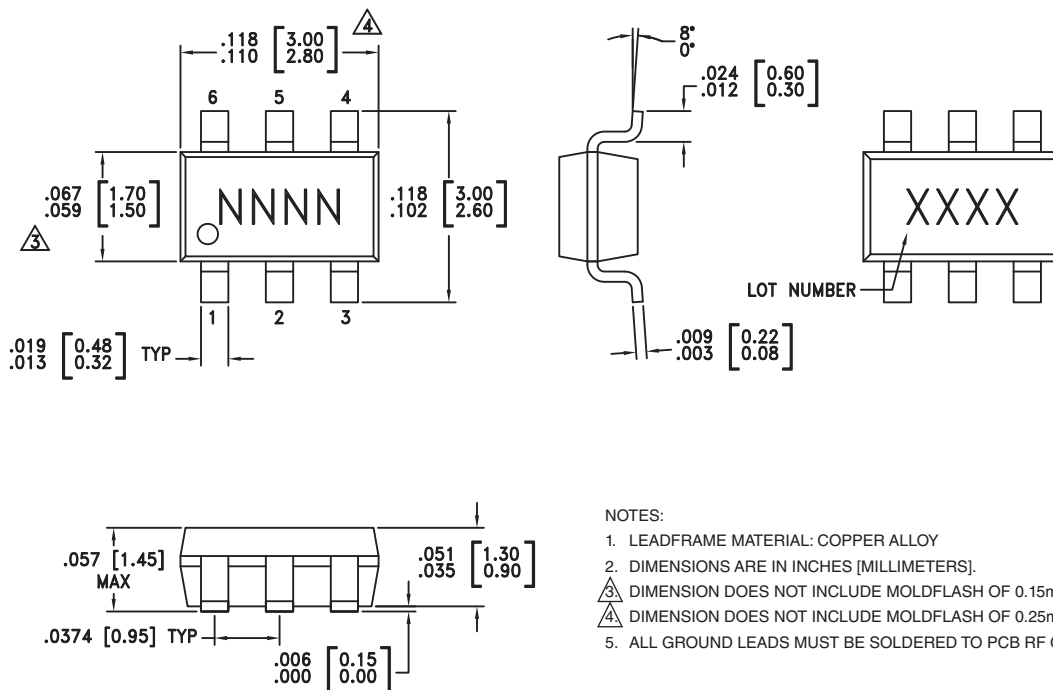 4
.118 [3.00]
.110 [2.80]
6 5 4
.067 [1.70]
.059 [1.50]
3
NNNN
.118 [3.00]
.102 [2.60]
1 2 3
.019 [0.48]
.013 [0.32] TYP
8°
0°
.024 [0.60]
.012 [0.30]
.009 [0.22]
.003 [0.08]
XXXX
LOT NUMBER
.057 [1.45]
MAX
.051 [1.30]
.035 [0.90]
.0374 [0.95] TYP
.006 [0.15]
.000 [0.00]
NOTES:
1. LEADFRAME MATERIAL: COPPER ALLOY
2. DIMENSIONS ARE IN INCHES [MILLIMETERS].
3. DIMENSION DOES NOT INCLUDE MOLDFLASH OF 0.15m
4. DIMENSION DOES NOT INCLUDE MOLDFLASH OF 0.25m
5. ALL GROUND LEADS MUST BE SOLDERED TO PCB RF